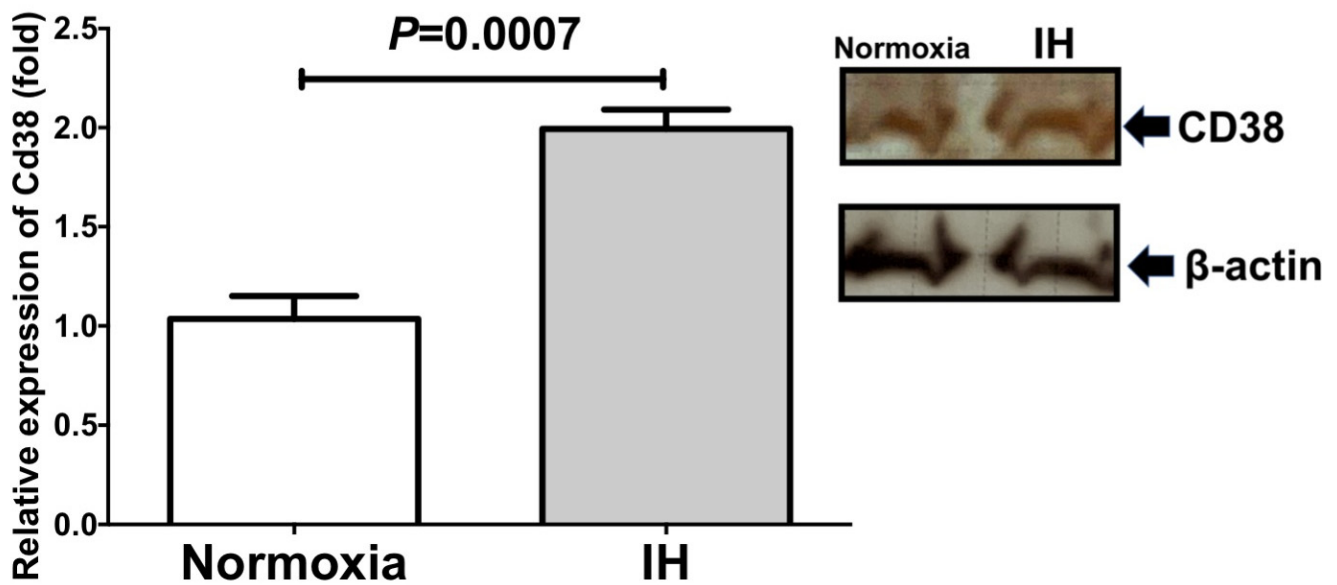 Relative expression of Cd38 (fold)
2.5
2.0
1.5
1.0
0.5
0.0
P=0.0007
Normoxia
IH
Normoxia IH
CD38
β-actin